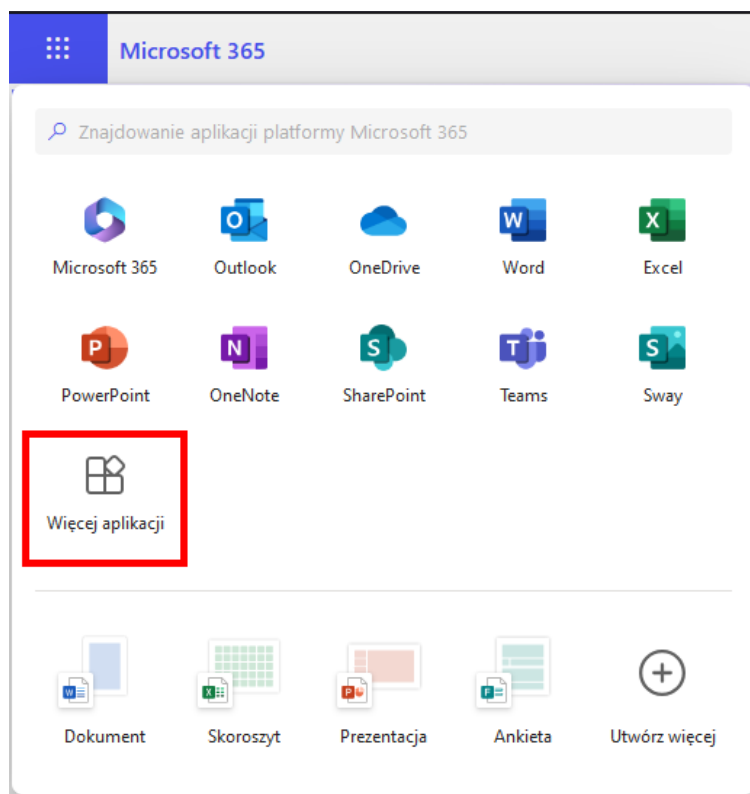 Microsoft 365
Znajdowanie aplikacji platformy Microsoft 365
Microsoft 365 Outlook OneDrive Word Excel
PowerPoint OneNote SharePoint Teams Sway
Więcej aplikacji
Dokument Skoroszyt Prezentacja Ankieta Utwórz więcej